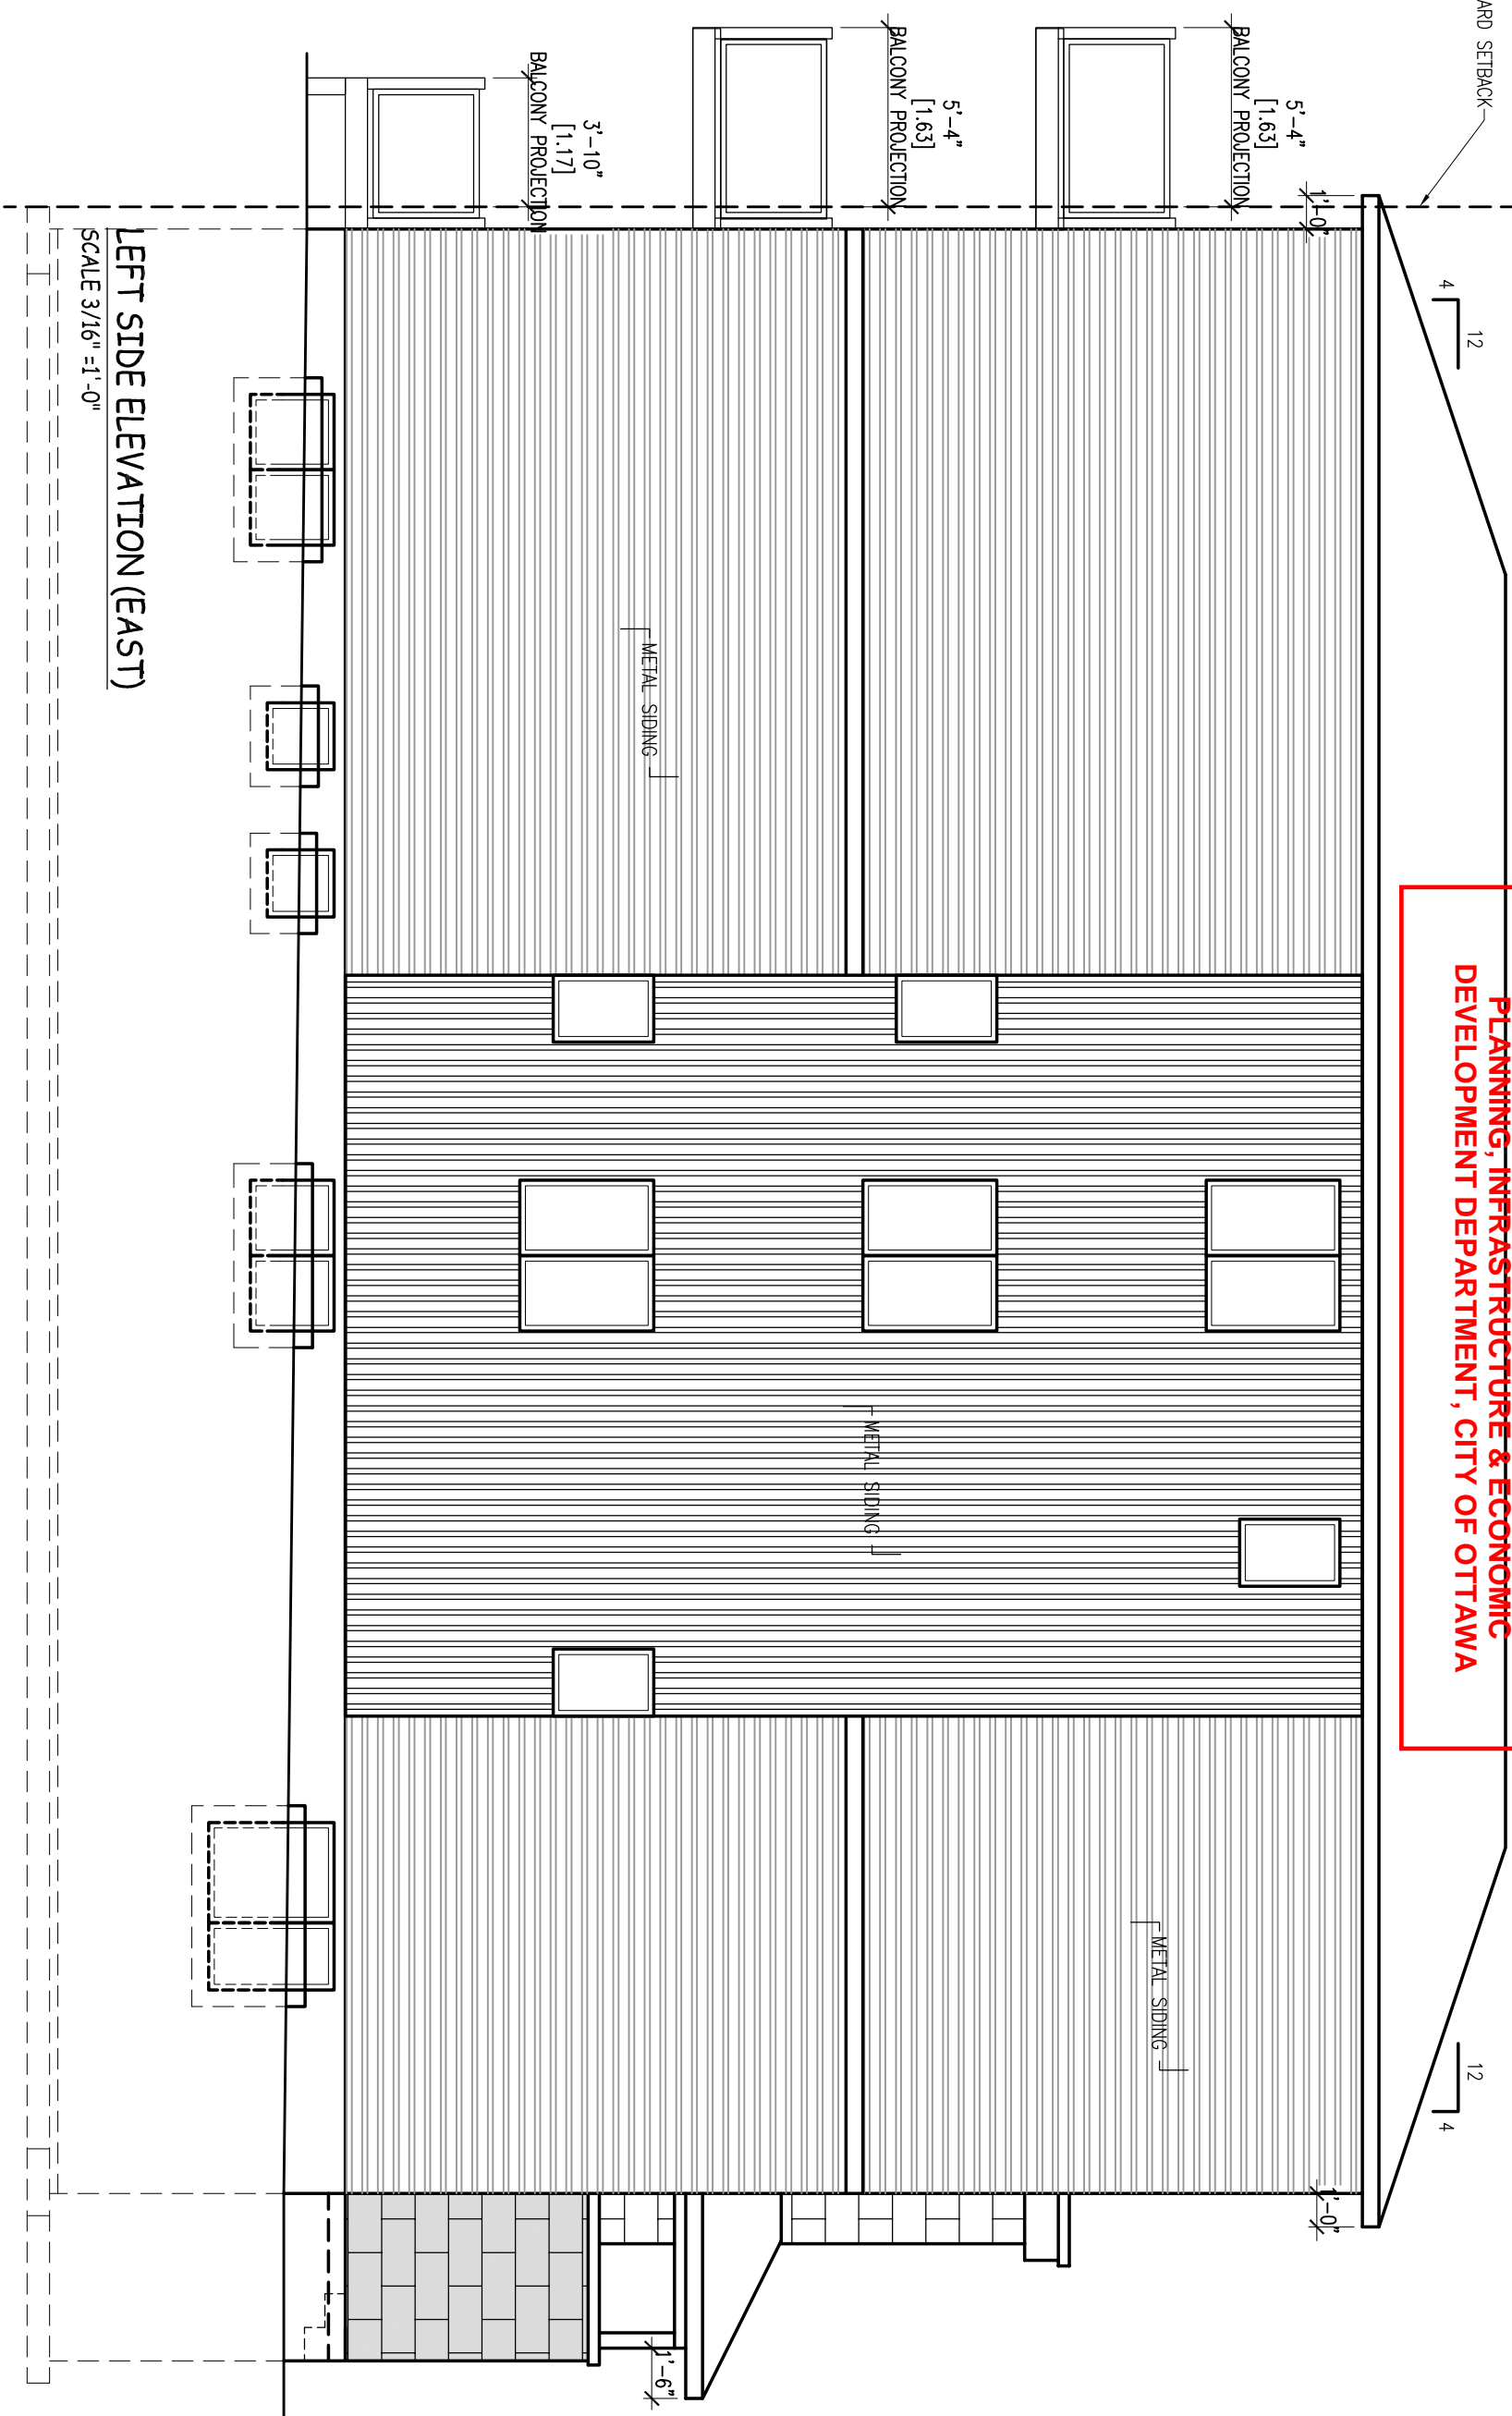 ARD SETBACK
4
12
12
4
PLANNING, INFRASTRUCTURE & ECONOMIC
DEVELOPMENT DEPARTMENT, CITY OF OTTAWA
1'-0"
1'-0"
5'-4"
[1.63]
BALCONY PROJECTION
5'-4"
[1.63]
BALCONY PROJECTION
3'-10"
[1.17]
BALCONY PROJECTION
METAL SIDING
METAL SIDING
METAL SIDING
1'-6"
LEFT SIDE ELEVATION (EAST)
SCALE 3/16" =1'-0"